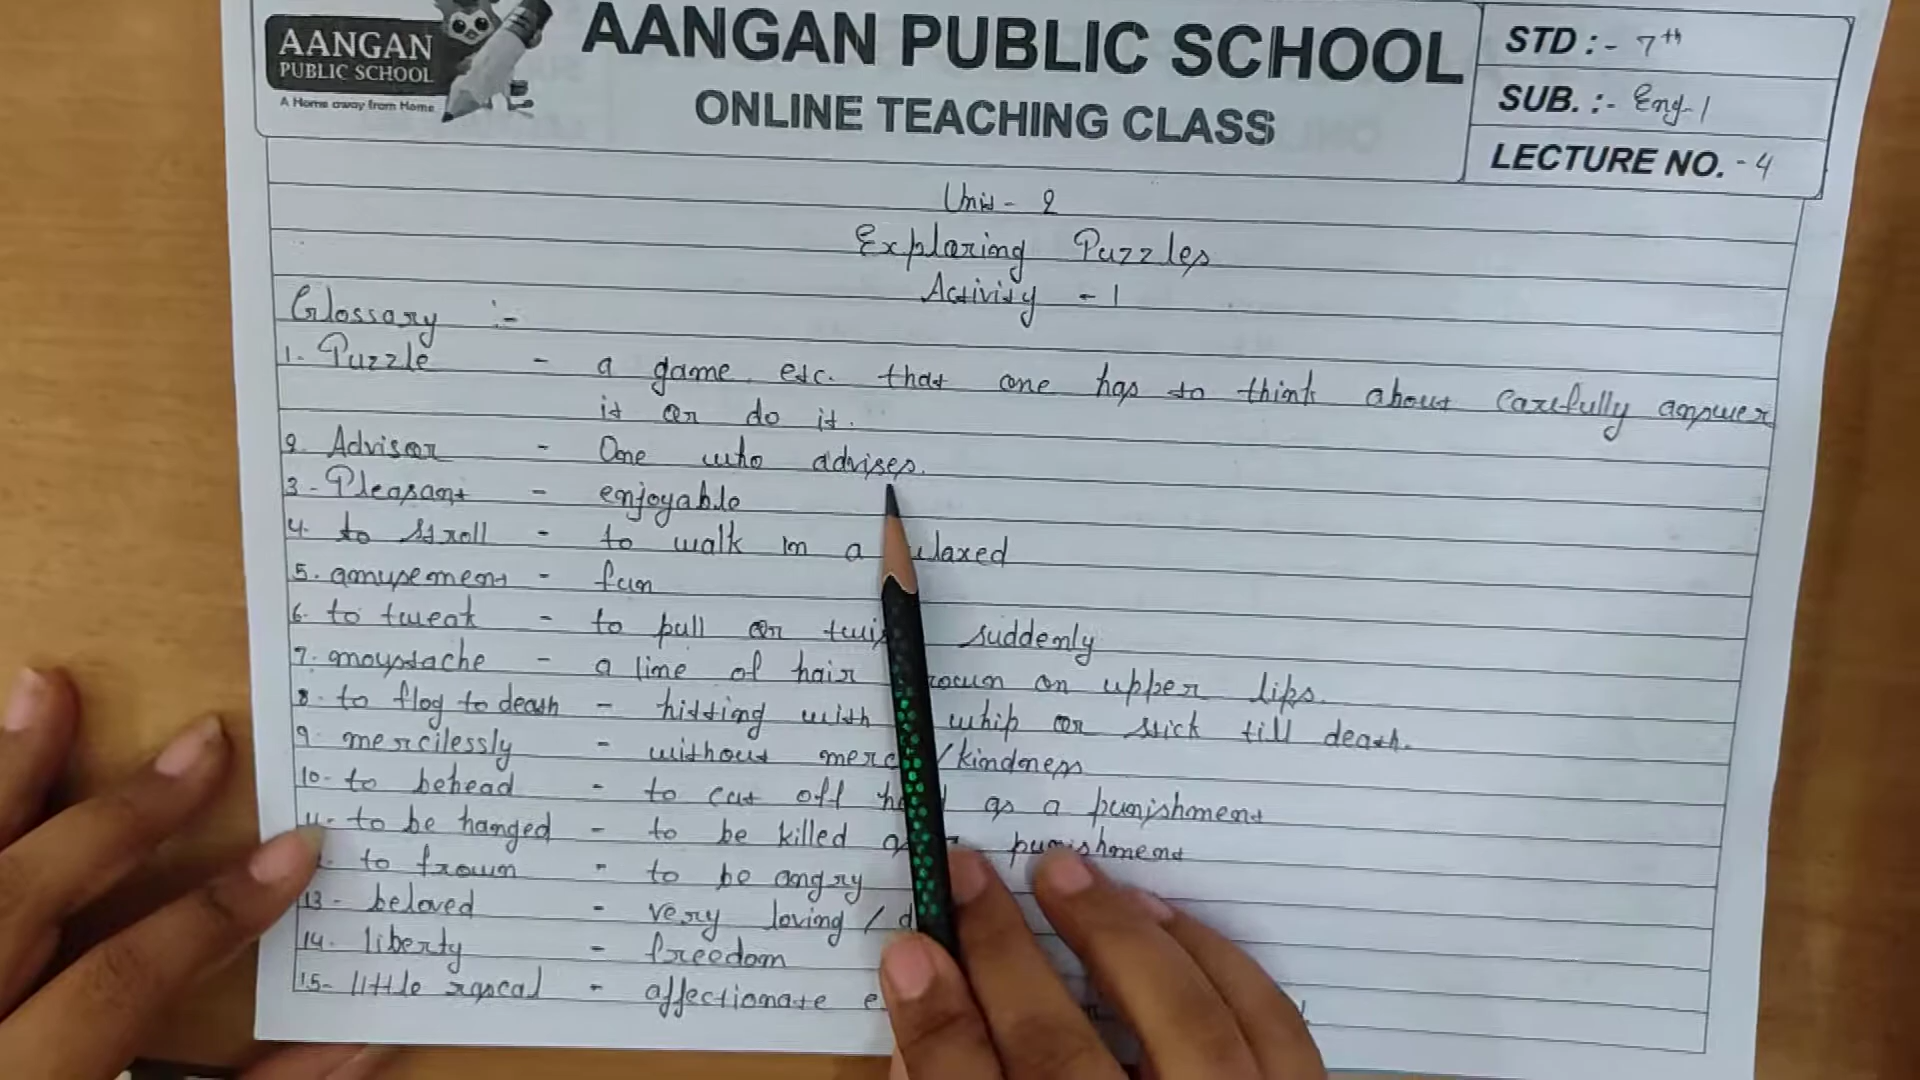 AANGAN
PUBLIC SCHOOL
A Home away from Home
AANGAN PUBLIC SCHOOL
ONLINE TEACHING CLASS
STD :- 7th
SUB. :- Eng-1
LECTURE NO. - 4
Unit - 2
Exploring Puzzles
Activity - 1
Glossary :-
1. Puzzle - a game etc. that one has to think about carefully answer
it or do it.
2. Advisor - One who advises.
3. Pleasant - enjoyable
4. to stroll - to walk in a relaxed
5. amusement - fun
6. to tweak - to pull or twist suddenly
7. moustache - a line of hair grown on upper lips.
8. to flog to death - hitting with whip or stick till death.
9. mercilessly - without mercy/kindness
10. to behead - to cut off head as a punishment
11. to be hanged - to be killed as a punishment
to frown - to be angry
13. beloved - very loving /
14. liberty - freedom
15. little rascal - affectionate